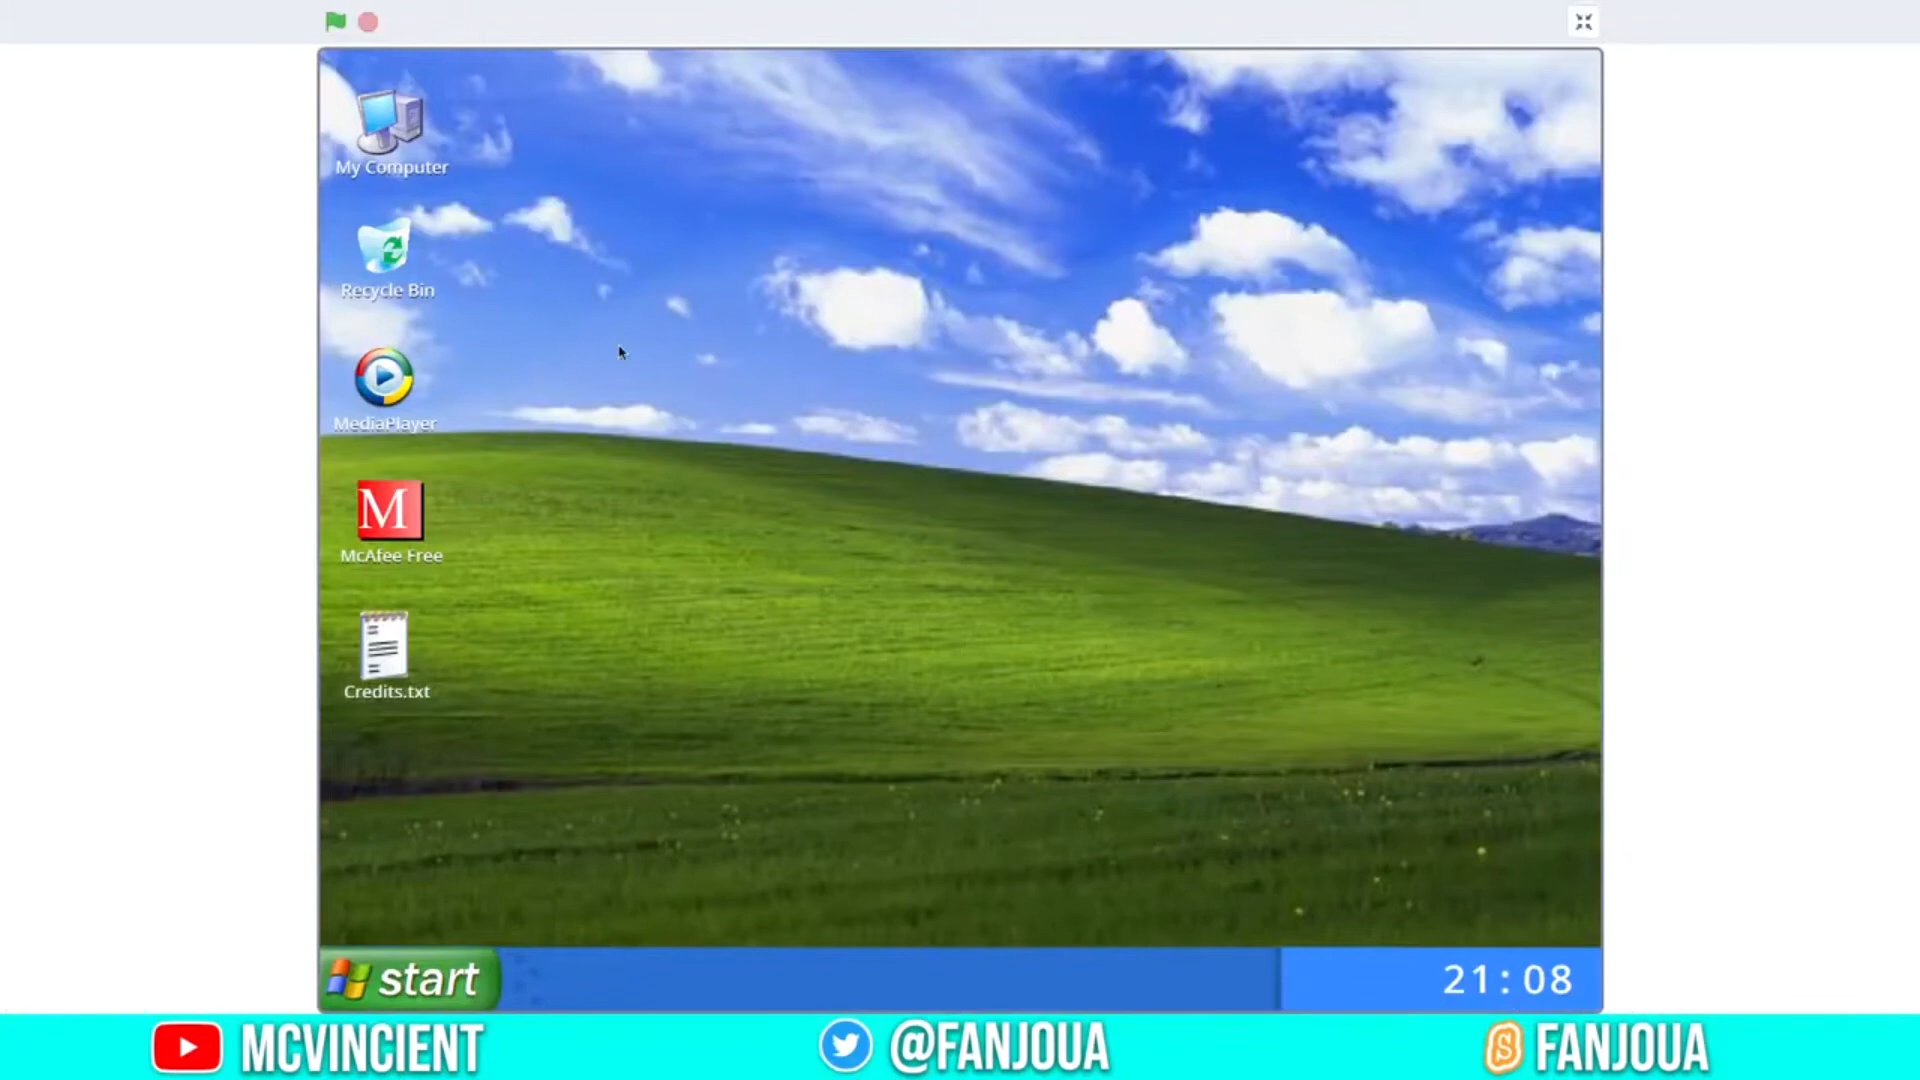 My Computer
Recycle Bin
MediaPlayer
M
McAfee Free
Credits.txt
start
21:08
MCVINCIENT
@FANJOUA
S FANJOUA